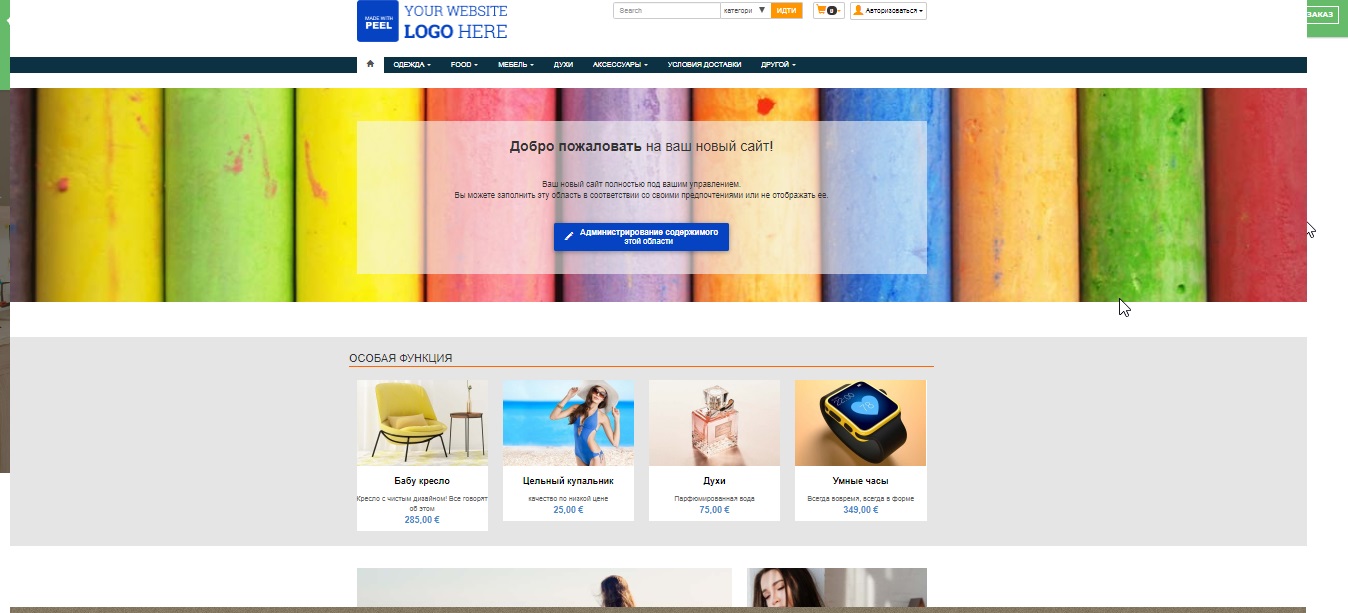 MADE WITH
PEEL
YOUR WEBSITE
LOGO HERE
Search
категори
ИДТИ
0
Авторизоваться
ЗАКАЗ
ОДЕЖДА
FOOD
МЕБЕЛЬ
ДУХИ
АКСЕССУАРЫ
УСЛОВИЯ ДОСТАВКИ
ДРУГОЙ
Добро пожаловать на ваш новый сайт!
Ваш новый сайт полностью под вашим управлением.
Вы можете заполнить эту область в соответствии со своими предпочтениями или не отображать ее.
Администрирование содержимого
этой области
ОСОБАЯ ФУНКЦИЯ
Бабу кресло
Кресло с чистым дизайном! Все говорят
об этом
285,00 €
Цельный купальник
качество по низкой цене
25,00 €
Духи
Парфюмированная вода
75,00 €
22:00
78
Умные часы
Всегда вовремя, всегда в форме
349,00 €